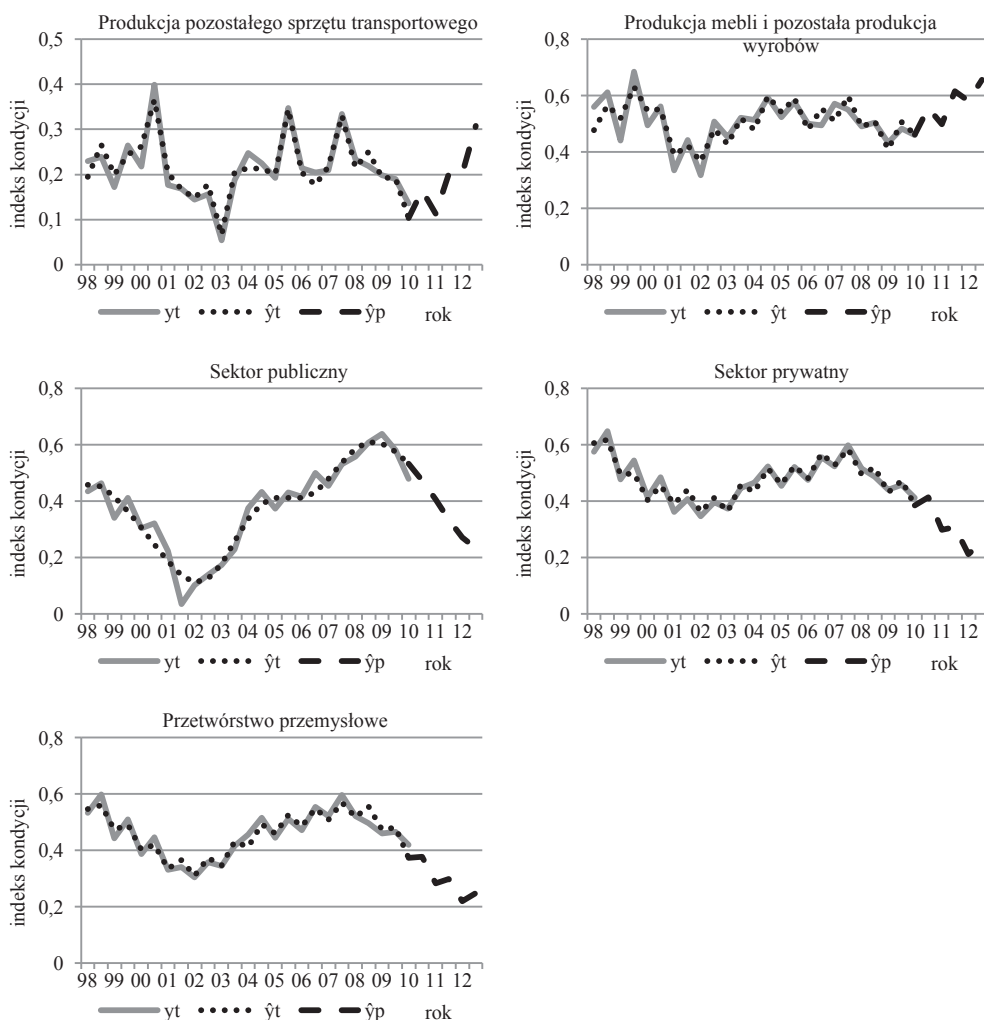 Produkcja pozostałego sprzętu transportowego
0,5
0,4
0,3
0,2
0,1
0
indeks kondycji
98 99 00 01 02 03 04 05 06 07 08 09 10 11 12
yt ŷt ŷp rok
Produkcja mebli i pozostała produkcja
wyrobów
0,8
0,6
0,4
0,2
0
indeks kondycji
98 99 00 01 02 03 04 05 06 07 08 09 10 11 12
yt ŷt ŷp rok
Sektor publiczny
0,8
0,6
0,4
0,2
0
indeks kondycji
98 99 00 01 02 03 04 05 06 07 08 09 10 11 12
yt ŷt ŷp rok
Sektor prywatny
0,8
0,6
0,4
0,2
0
indeks kondycji
98 99 00 01 02 03 04 05 06 07 08 09 10 11 12
yt ŷt ŷp rok
Przetwórstwo przemysłowe
0,8
0,6
0,4
0,2
0
indeks kondycji
98 99 00 01 02 03 04 05 06 07 08 09 10 11 12
yt ŷt ŷp rok